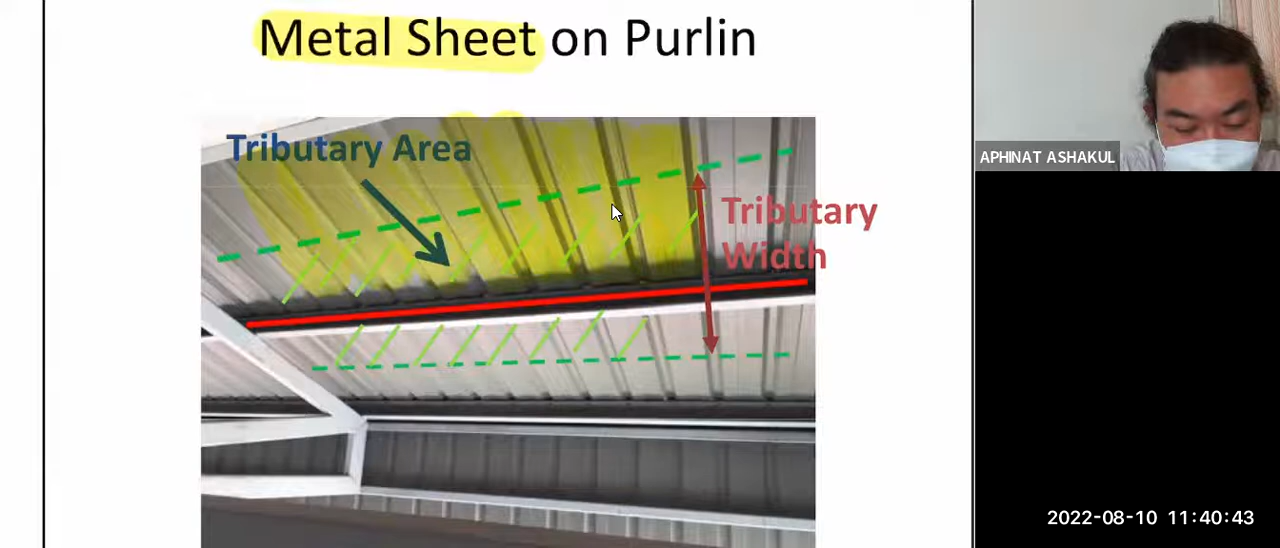 Metal Sheet on Purlin
Tributary Area
Tributary
Width
APHINAT ASHAKUL
2022-08-10 11:40:43